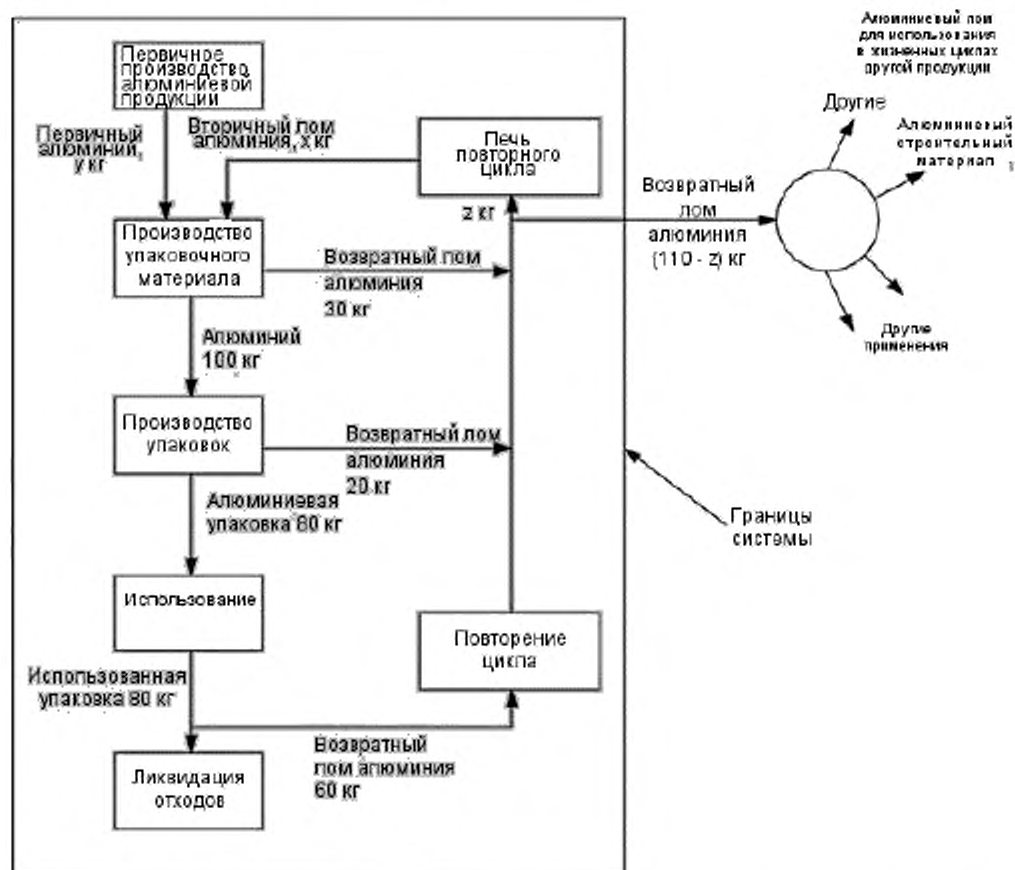 Алюминиевый лом
для использования
в жизненных циклах
другой продукции
Первичное
производство
алюминиевой
продукции
Первичный
алюминий,
y кг
Вторичный лом
алюминия, x кг
Печь
повторного
цикла
z кг
Другие
Алюминиевый
строительный
материал
Возвратный
лом
алюминия
(110 - z) кг
Производство
упаковочного
материала
Возвратный лом
алюминия
30 кг
Другие
применения
Алюминий
100 кг
Производство
упаковок
Возвратный лом
алюминия
20 кг
Алюминиевая
упаковка 80 кг
Границы
системы
Использование
Повторение
цикла
Использованная
упаковка 80 кг
Возвратный
лом алюминия
60 кг
Ликвидация
отходов